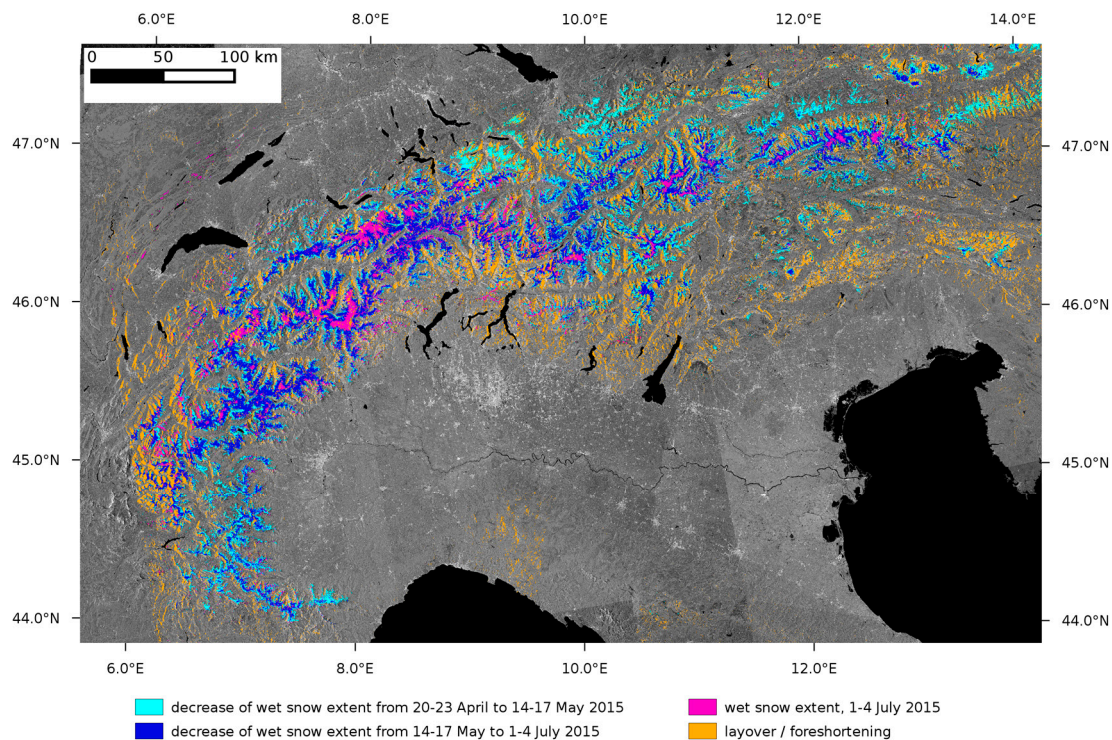 6.0°E 8.0°E 10.0°E 12.0°E 14.0°E
0 50 100 km
47.0°N 47.0°N
46.0°N 46.0°N
45.0°N 45.0°N
44.0°N 44.0°N
6.0°E 8.0°E 10.0°E 12.0°E
decrease of wet snow extent from 20-23 April to 14-17 May 2015
wet snow extent, 1-4 July 2015
decrease of wet snow extent from 14-17 May to 1-4 July 2015
layover / foreshortening